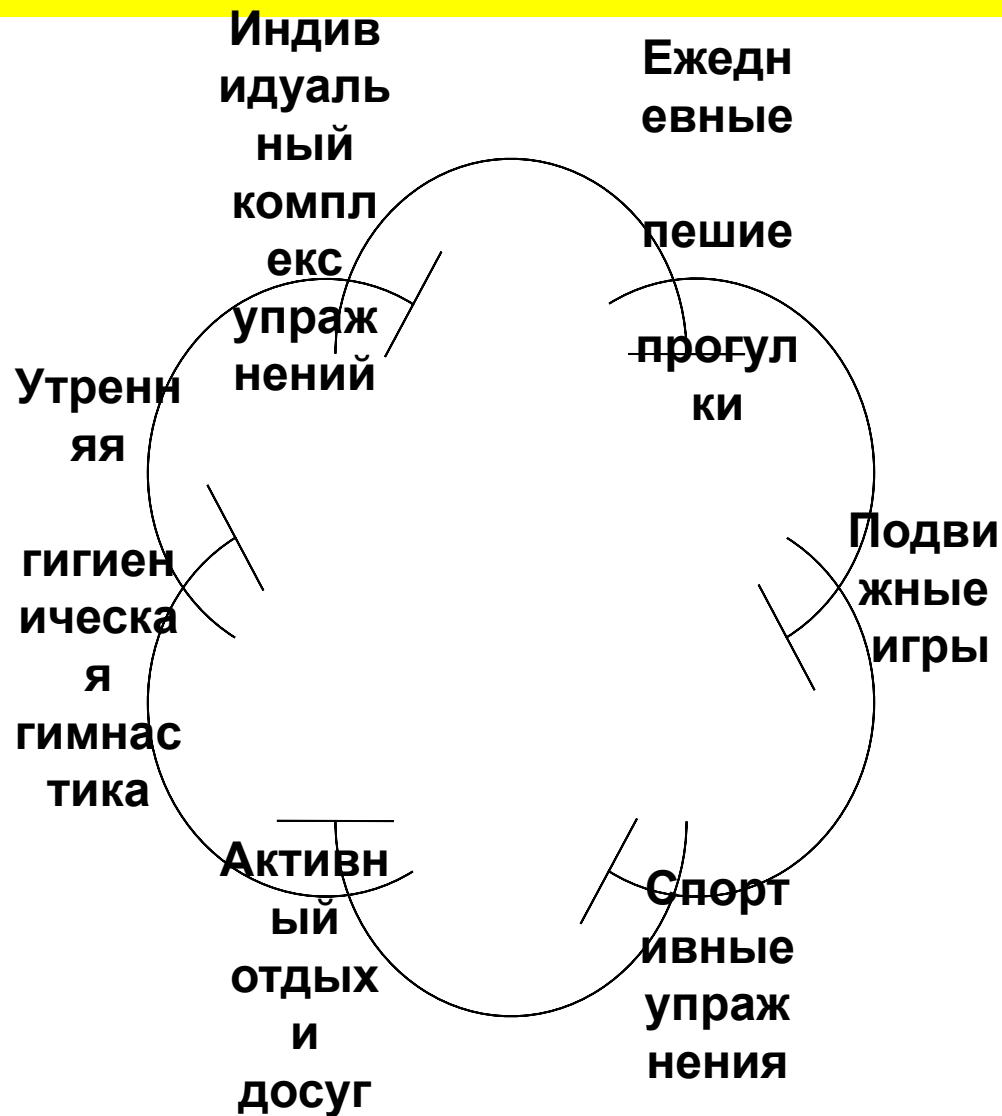 Индив
идуаль
ный
компл
екс
упраж
нений
Ежедн
евные
пешие
прогул
ки
Утренн
яя
гигиен
ическа
я
гимнас
тика
Подви
жные
игры
Активн
ый
отдых
и
досуг
Спорт
ивные
упраж
нения